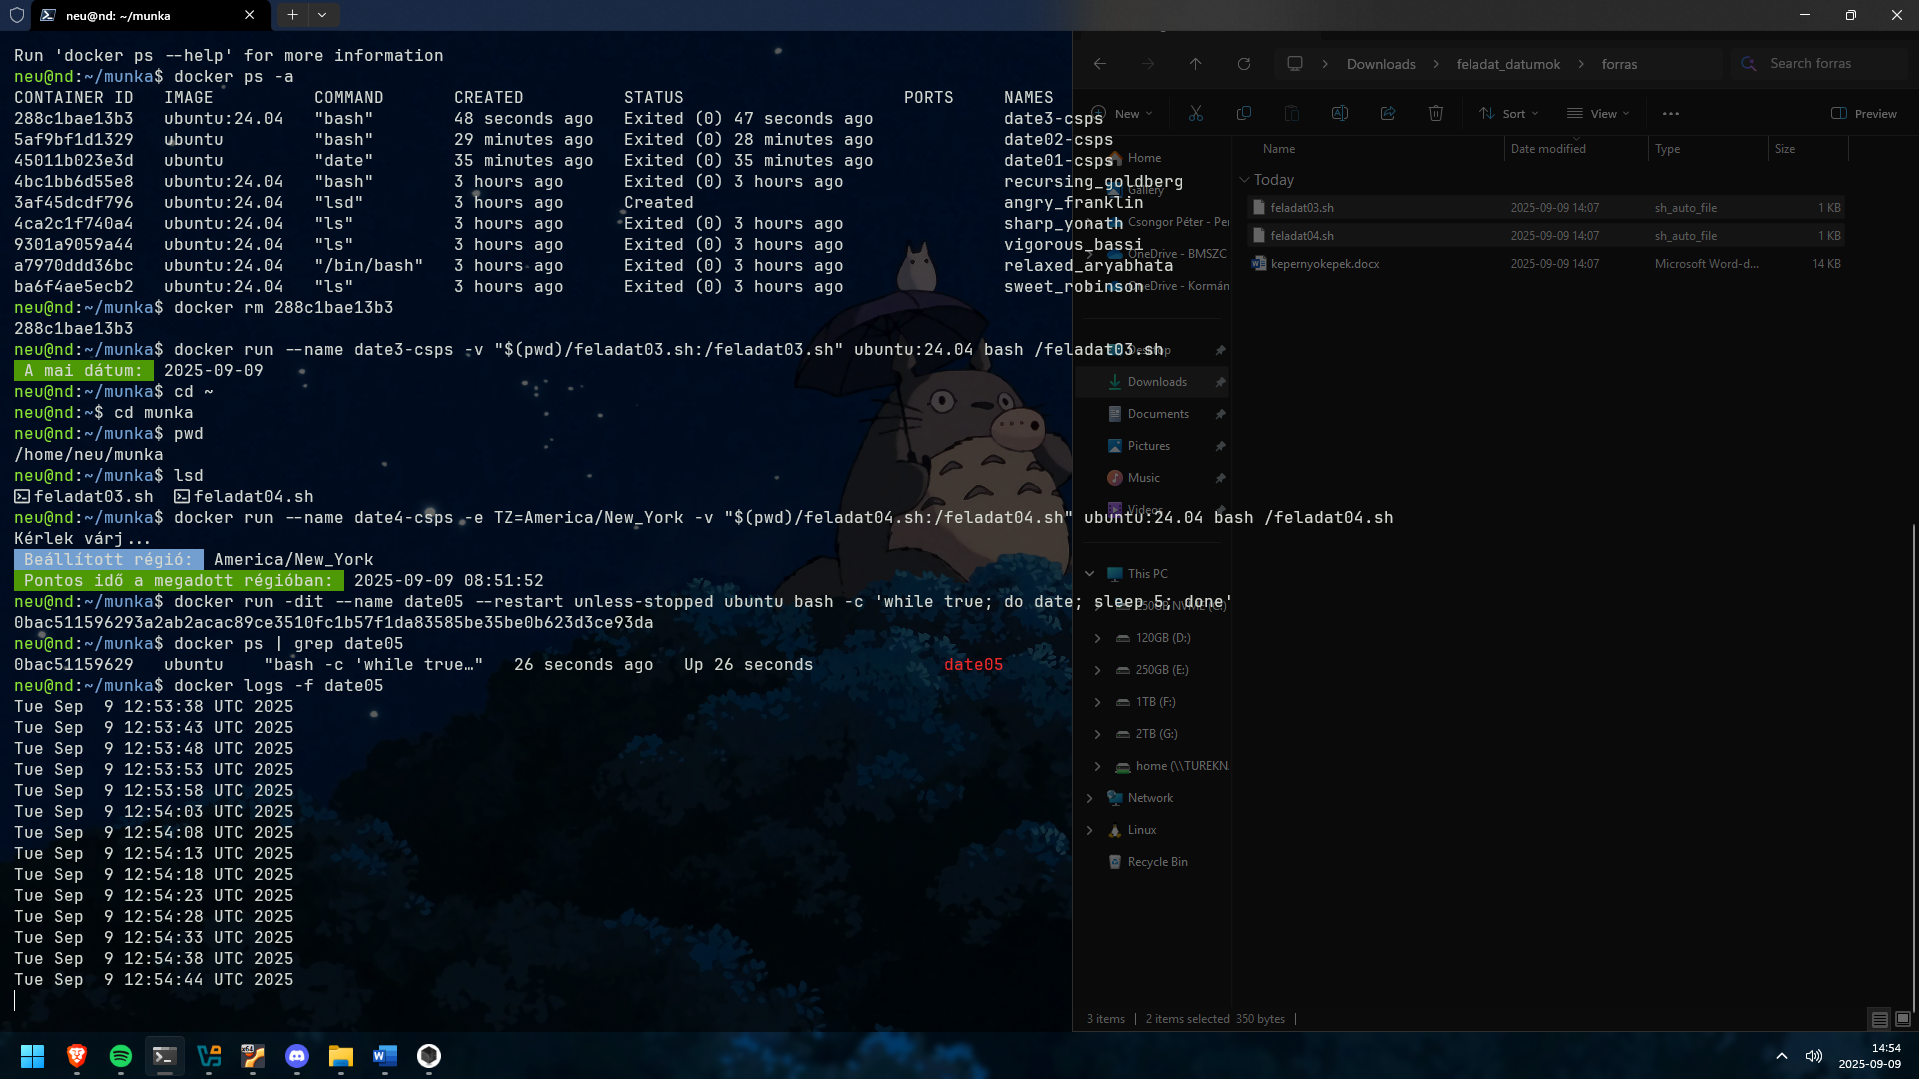 neu@nd: ~/munka
Run 'docker ps --help' for more information
neu@nd:~/munka$ docker ps -a
CONTAINER ID   IMAGE          COMMAND       CREATED          STATUS                      PORTS     NAMES
288c1bae13b3   ubuntu:24.04   "bash"        48 seconds ago   Exited (0) 47 seconds ago             date3-csps
5af9bf1d1329   ubuntu         "bash"        29 minutes ago   Exited (0) 28 minutes ago             date02-csps
45011b023e3d   ubuntu         "date"        35 minutes ago   Exited (0) 35 minutes ago             date01-csps
4bc1bb6d55e8   ubuntu:24.04   "bash"        3 hours ago      Exited (0) 3 hours ago                recursing_goldberg
3af45dcdf796   ubuntu:24.04   "lsd"         3 hours ago      Created                               angry_franklin
4ca2c1f740a4   ubuntu:24.04   "ls"          3 hours ago      Exited (0) 3 hours ago                sharp_yonath
9301a9059a44   ubuntu:24.04   "ls"          3 hours ago      Exited (0) 3 hours ago                vigorous_bassi
a7970ddd36bc   ubuntu:24.04   "/bin/bash"   3 hours ago      Exited (0) 3 hours ago                relaxed_aryabhata
ba6f4ae5ecb2   ubuntu:24.04   "ls"          3 hours ago      Exited (0) 3 hours ago                sweet_robinson
neu@nd:~/munka$ docker rm 288c1bae13b3
288c1bae13b3
neu@nd:~/munka$ docker run --name date3-csps -v "$(pwd)/feladat03.sh:/feladat03.sh" ubuntu:24.04 bash /feladat03.sh
A mai dátum: 2025-09-09
neu@nd:~/munka$ cd ~
neu@nd:~$ cd munka
neu@nd:~/munka$ pwd
/home/neu/munka
neu@nd:~/munka$ lsd
feladat03.sh feladat04.sh
neu@nd:~/munka$ docker run --name date4-csps -e TZ=America/New_York -v "$(pwd)/feladat04.sh:/feladat04.sh" ubuntu:24.04 bash /feladat04.sh
Kérlek várj...
Beállított régió: America/New_York
Pontos idő a megadott régióban: 2025-09-09 08:51:52
neu@nd:~/munka$ docker run -dit --name date05 --restart unless-stopped ubuntu bash -c 'while true; do date; sleep 5; done'
0bac511596293a2ab2acac89ce3510fc1b57f1da83585be35be0b623d3ce93da
neu@nd:~/munka$ docker ps | grep date05
0bac51159629   ubuntu    "bash -c 'while true…"   26 seconds ago   Up 26 seconds             date05
neu@nd:~/munka$ docker logs -f date05
Tue Sep  9 12:53:38 UTC 2025
Tue Sep  9 12:53:43 UTC 2025
Tue Sep  9 12:53:48 UTC 2025
Tue Sep  9 12:53:53 UTC 2025
Tue Sep  9 12:53:58 UTC 2025
Tue Sep  9 12:54:03 UTC 2025
Tue Sep  9 12:54:08 UTC 2025
Tue Sep  9 12:54:13 UTC 2025
Tue Sep  9 12:54:18 UTC 2025
Tue Sep  9 12:54:23 UTC 2025
Tue Sep  9 12:54:28 UTC 2025
Tue Sep  9 12:54:33 UTC 2025
Tue Sep  9 12:54:38 UTC 2025
Tue Sep  9 12:54:44 UTC 2025
Downloads > feladat_datumok > forras
Search forras
New
Sort
View
Preview
Home
Gallery
Csongor Péter - Per
OneDrive - BMSZC
OneDrive - Kormán
Desktop
Downloads
Documents
Pictures
Music
Videos
This PC
250GB NVME (C:)
120GB (D:)
250GB (E:)
1TB (F:)
2TB (G:)
home (\\TUREKN
Network
Linux
Recycle Bin
Name Date modified Type Size
Today
feladat03.sh 2025-09-09 14:07 sh_auto_file 1 KB
feladat04.sh 2025-09-09 14:07 sh_auto_file 1 KB
kepernyokepek.docx 2025-09-09 14:07 Microsoft Word-d... 14 KB
3 items | 2 items selected 350 bytes |
x64
14:54
2025-09-09